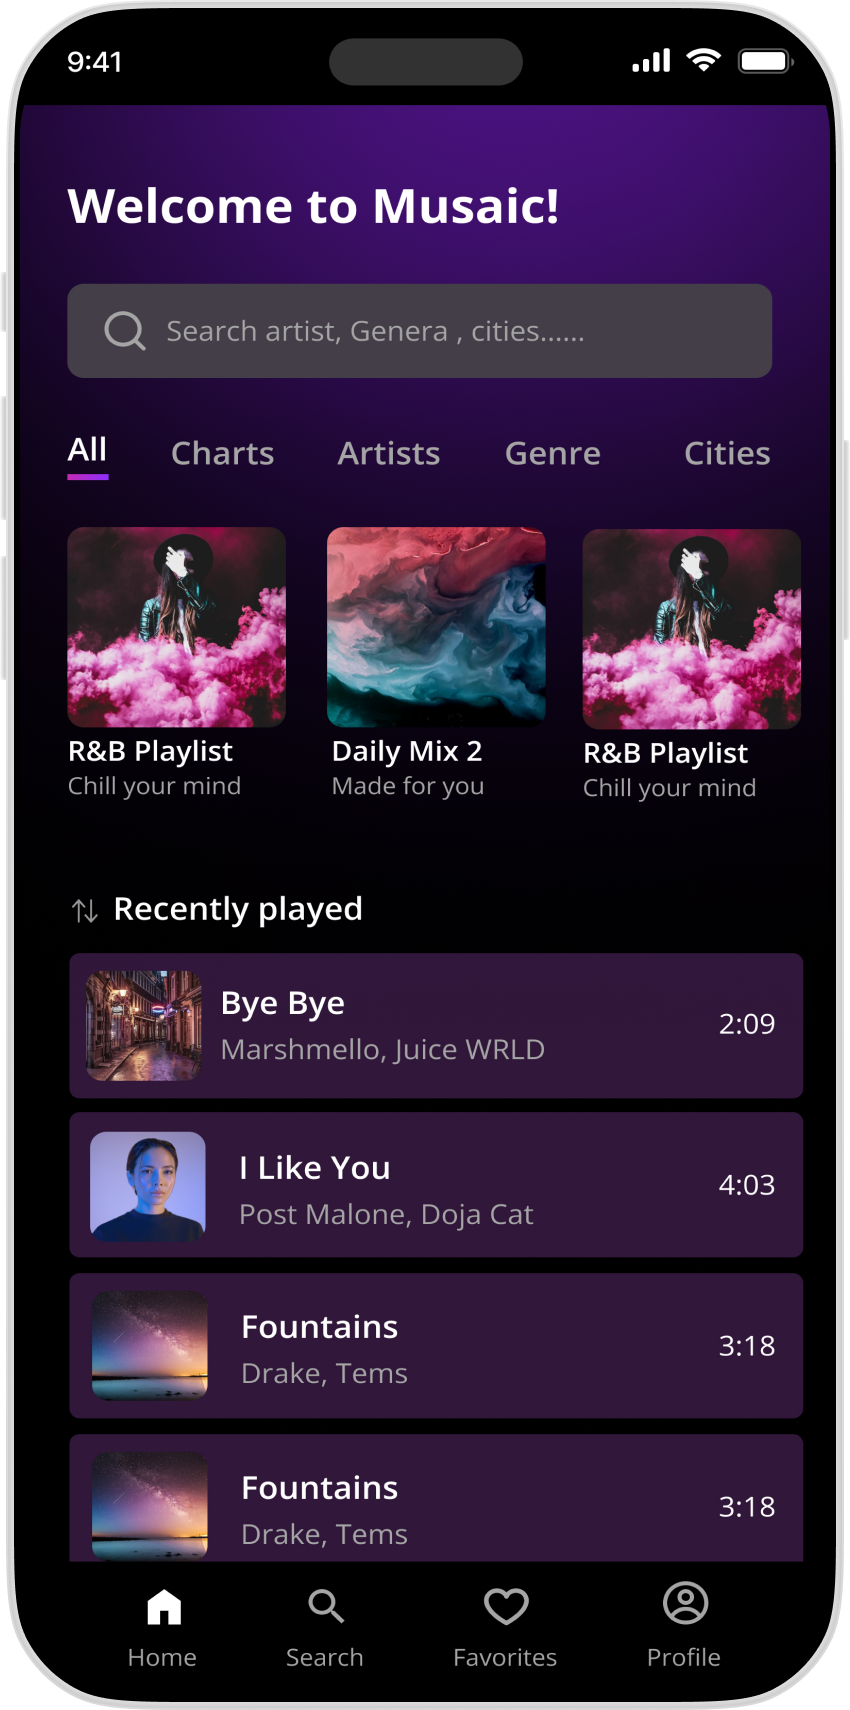 9:41
Welcome to Musaic!
Search artist, Genera , cities......
All Charts Artists Genre Cities
R&B Playlist Daily Mix 2 R&B Playlist
Chill your mind Made for you Chill your mind
Recently played
Bye Bye
Marshmello, Juice WRLD
2:09
I Like You
Post Malone, Doja Cat
4:03
Fountains
Drake, Tems
3:18
Fountains
Drake, Tems
3:18
Home Search Favorites Profile